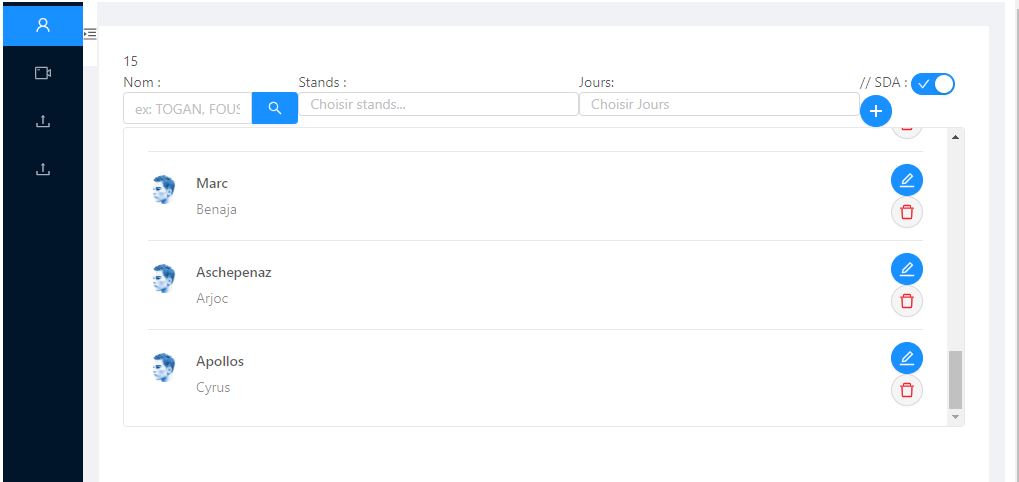 15
Nom : Stands : Jours: // SDA :
ex: TOGAN, FOUS Choisir stands... Choisir Jours
Marc
Benaja
Aschepenaz
Arjoc
Apollos
Cyrus